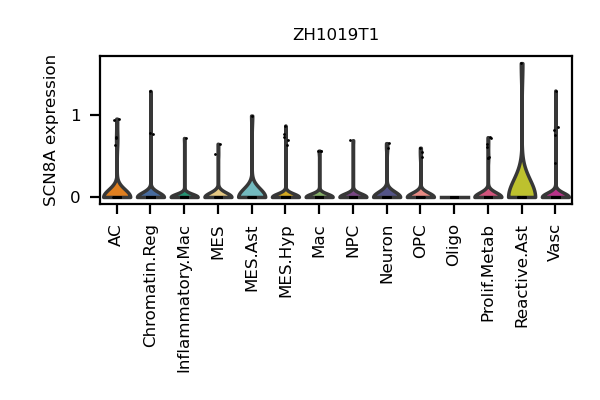 ZH1019T1
SCN8A expression
1
0
AC
Chromatin.Reg
Inflammatory.Mac
MES
MES.Ast
MES.Hyp
Mac
NPC
Neuron
OPC
Oligo
Prolif.Metab
Reactive.Ast
Vasc